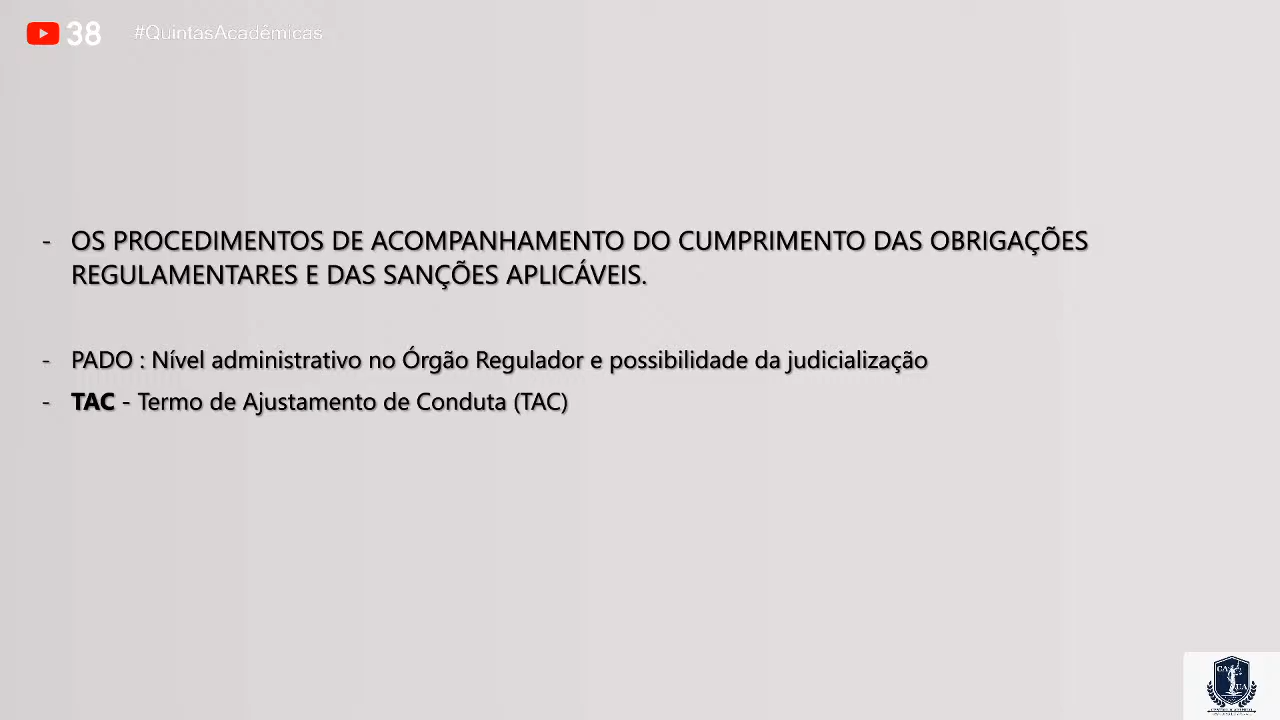 38 #QuintasAcadêmicas
- OS PROCEDIMENTOS DE ACOMPANHAMENTO DO CUMPRIMENTO DAS OBRIGAÇÕES
REGULAMENTARES E DAS SANÇÕES APLICÁVEIS.
- PADO : Nível administrativo no Órgão Regulador e possibilidade da judicialização
- TAC - Termo de Ajustamento de Conduta (TAC)